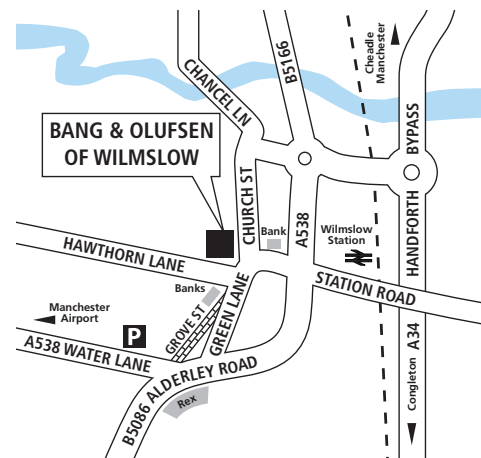 Cheadle
Manchester
B5166
CHANCEL LN
BANG & OLUFSEN
OF WILMSLOW
HANDFORTH BYPASS
CHURCH ST
Bank
A538
Wilmslow
Station
HAWTHORN LANE
STATION ROAD
Banks
Manchester
Airport
GROVE ST
GREEN LANE
P
A34
A538 WATER LANE
Congleton
B5086 ALDERLEY ROAD
Rex